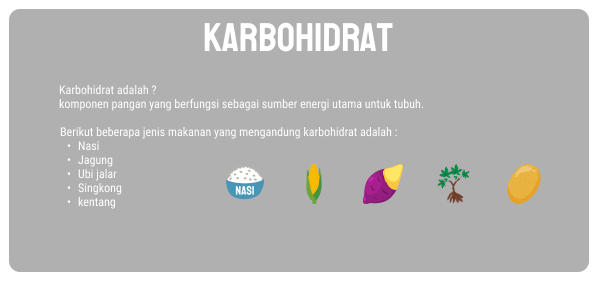 KARBOHIDRAT
Karbohidrat adalah ?
komponen pangan yang berfungsi sebagai sumber energi utama untuk tubuh.
Berikut beberapa jenis makanan yang mengandung karbohidrat adalah :
• Nasi
• Jagung
• Ubi jalar
• Singkong
• kentang
NASI